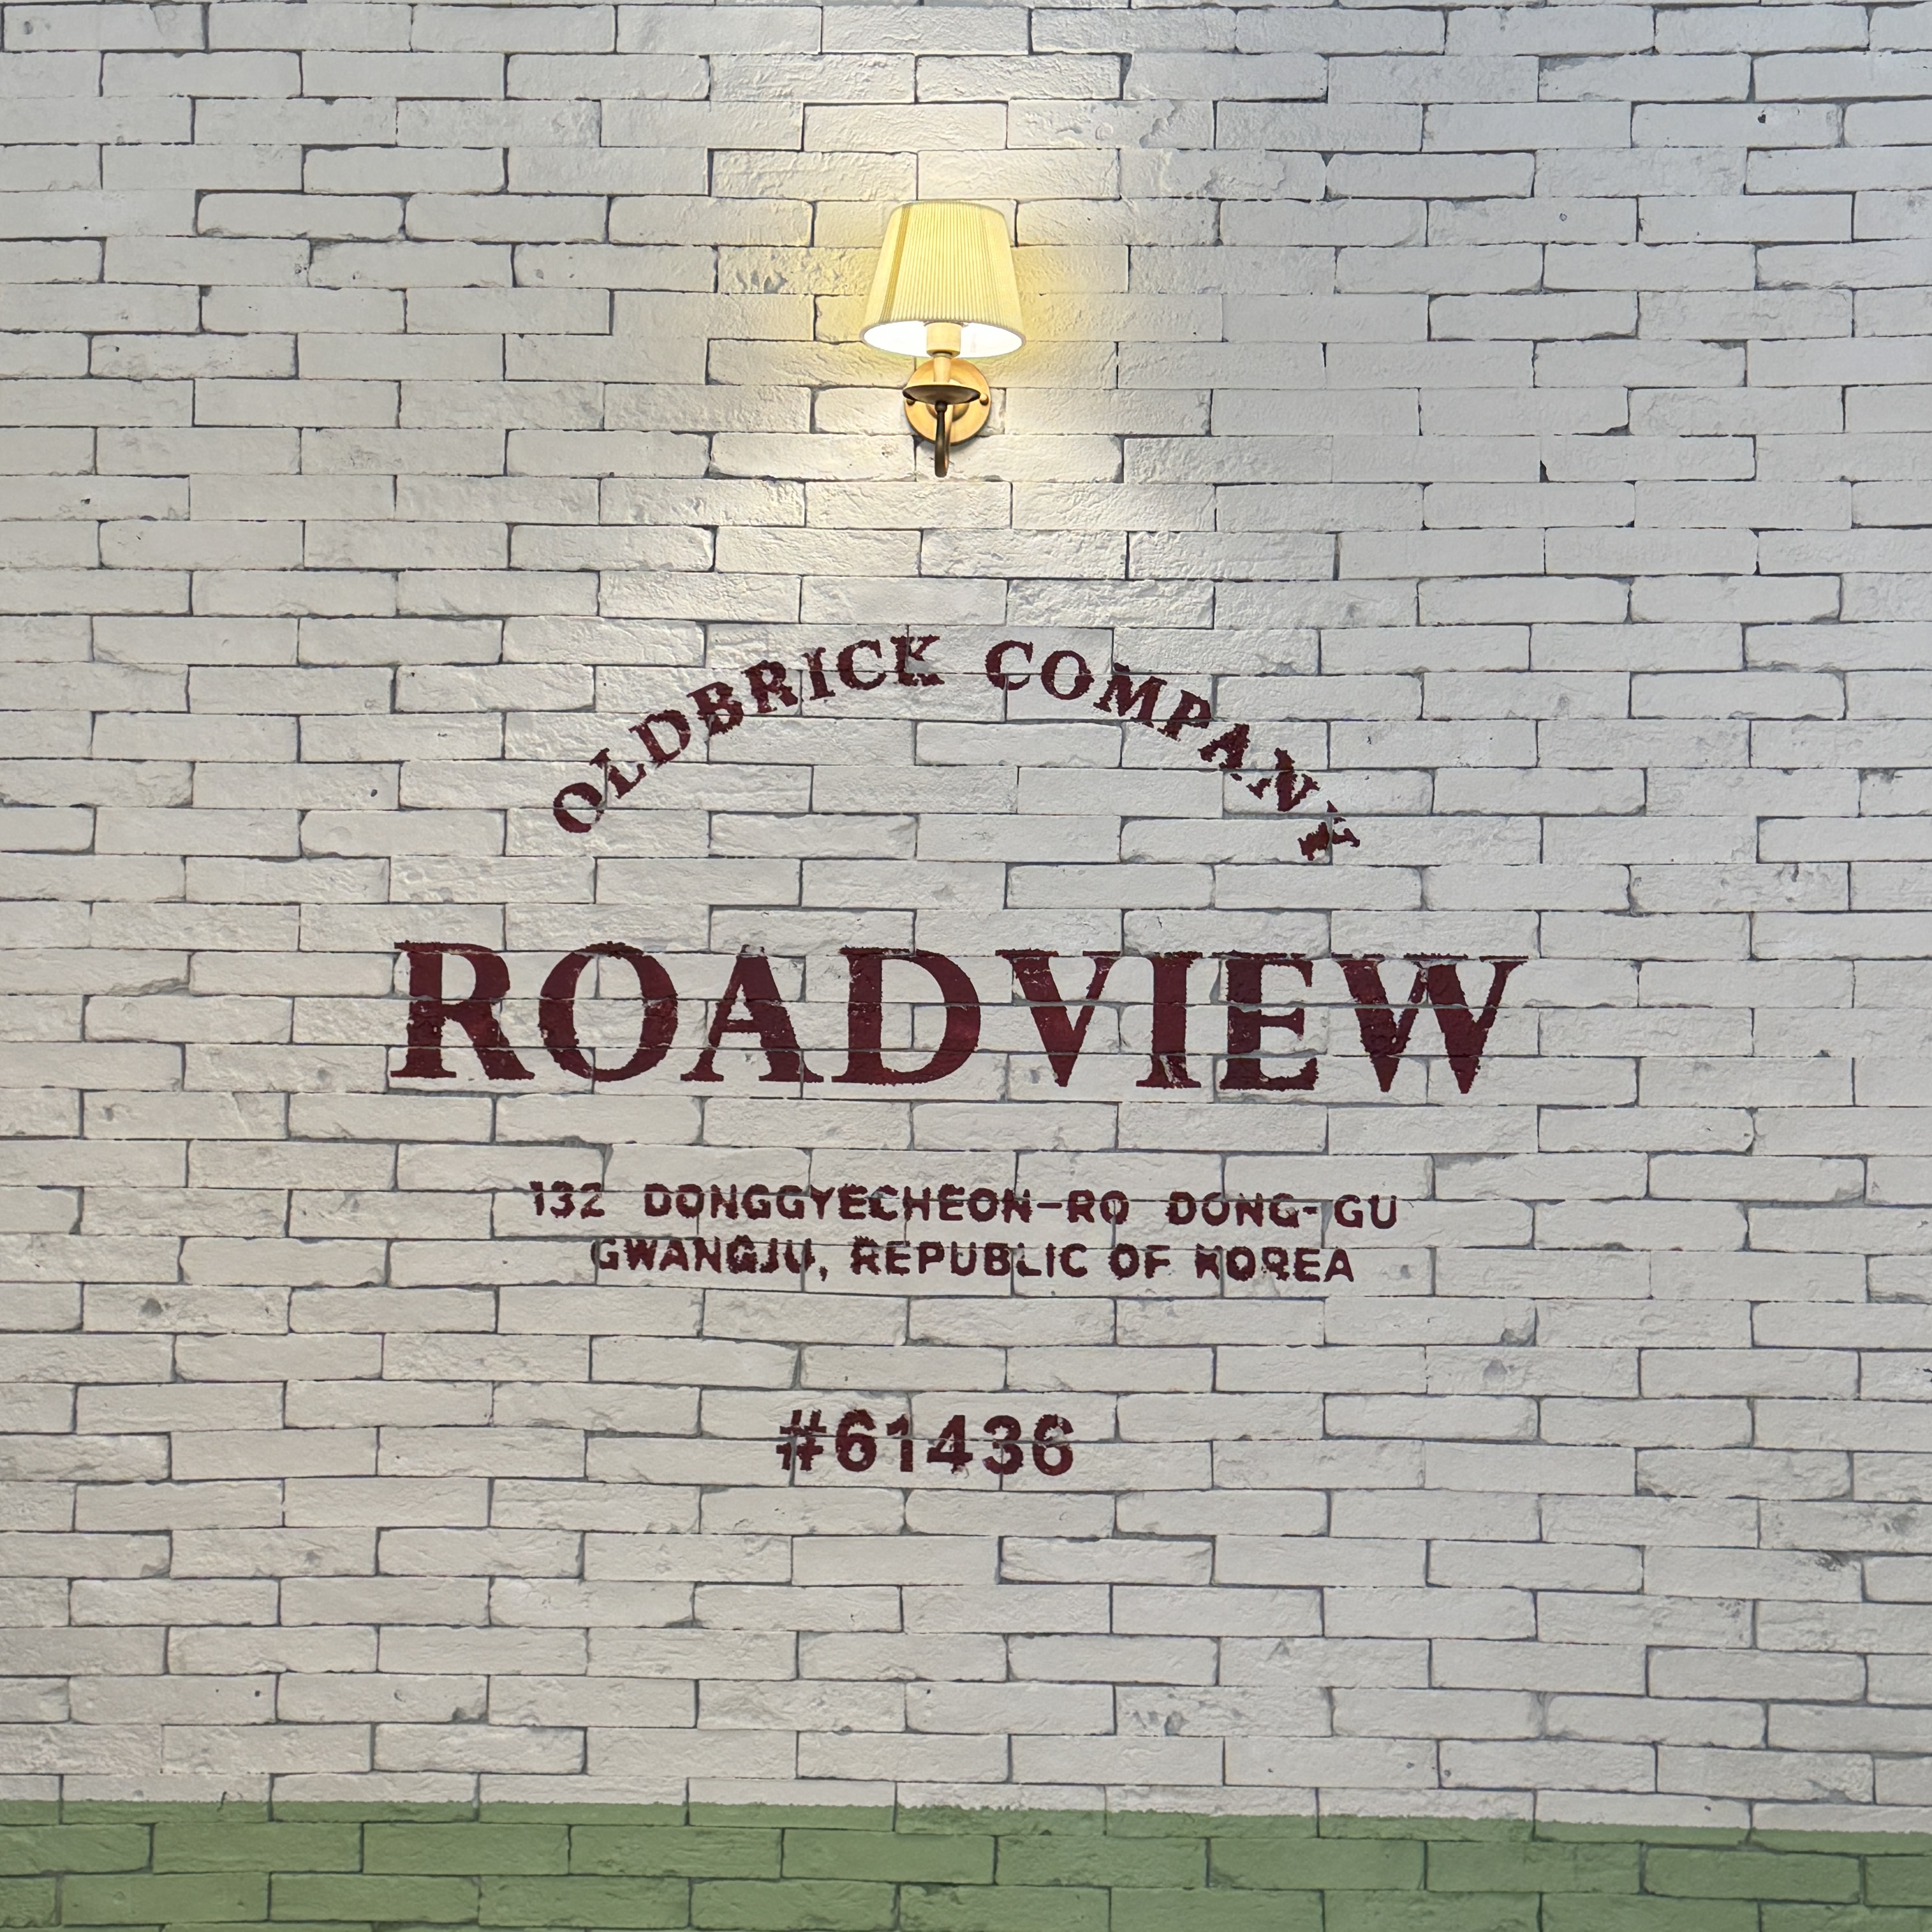 OLDBRICK COMPANY
ROADVIEW
132 DONGGYECHEON-RO DONG-GU
GWANGJU, REPUBLIC OF KOREA
#61436